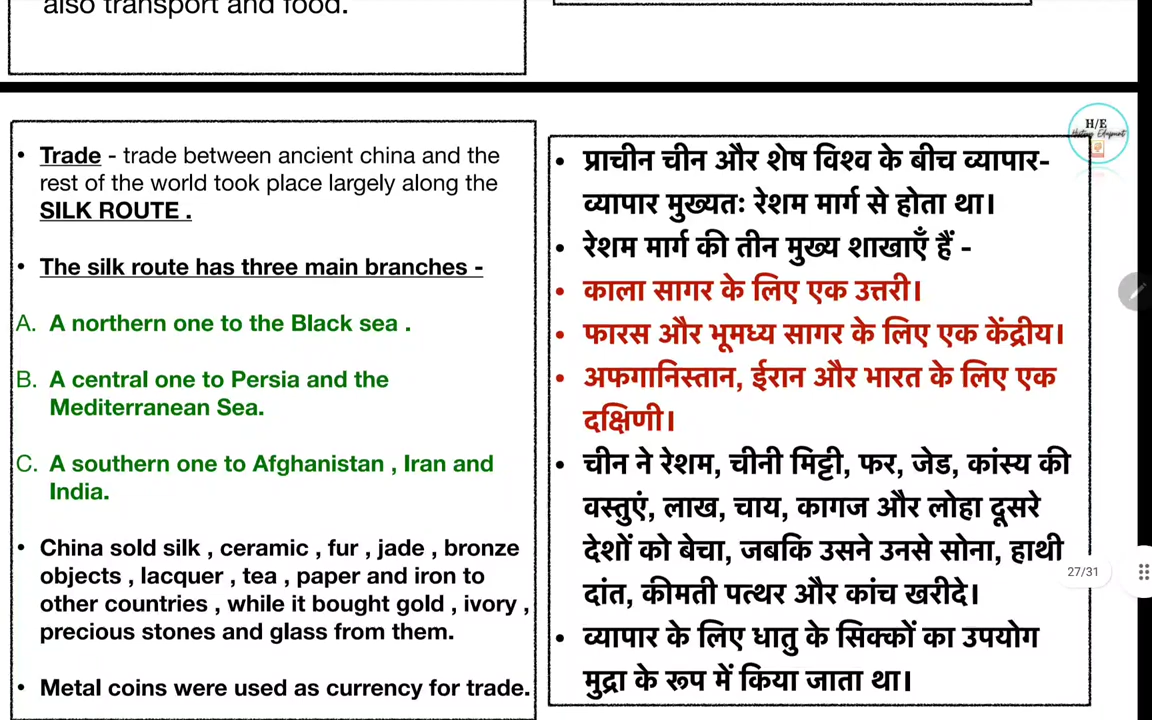 also transport and food.
H/E
• Trade - trade between ancient china and the
rest of the world took place largely along the
SILK ROUTE .
• The silk route has three main branches -
A. A northern one to the Black sea .
B. A central one to Persia and the
Mediterranean Sea.
C. A southern one to Afghanistan , Iran and
India.
• China sold silk , ceramic , fur , jade , bronze
objects , lacquer , tea , paper and iron to
other countries , while it bought gold , ivory ,
precious stones and glass from them.
• Metal coins were used as currency for trade.
• प्राचीन चीन और शेष विश्व के बीच व्यापार-
व्यापार मुख्यतः रेशम मार्ग से होता था।
• रेशम मार्ग की तीन मुख्य शाखाएँ हैं -
• काला सागर के लिए एक उत्तरी।
• फारस और भूमध्य सागर के लिए एक केंद्रीय।
• अफगानिस्तान, ईरान और भारत के लिए एक
दक्षिणी।
• चीन ने रेशम, चीनी मिट्टी, फर, जेड, कांस्य की
वस्तुएं, लाख, चाय, कागज और लोहा दूसरे
देशों को बेचा, जबकि उसने उनसे सोना, हाथी
दांत, कीमती पत्थर और कांच खरीदे।
• व्यापार के लिए धातु के सिक्कों का उपयोग
मुद्रा के रूप में किया जाता था।
27/31